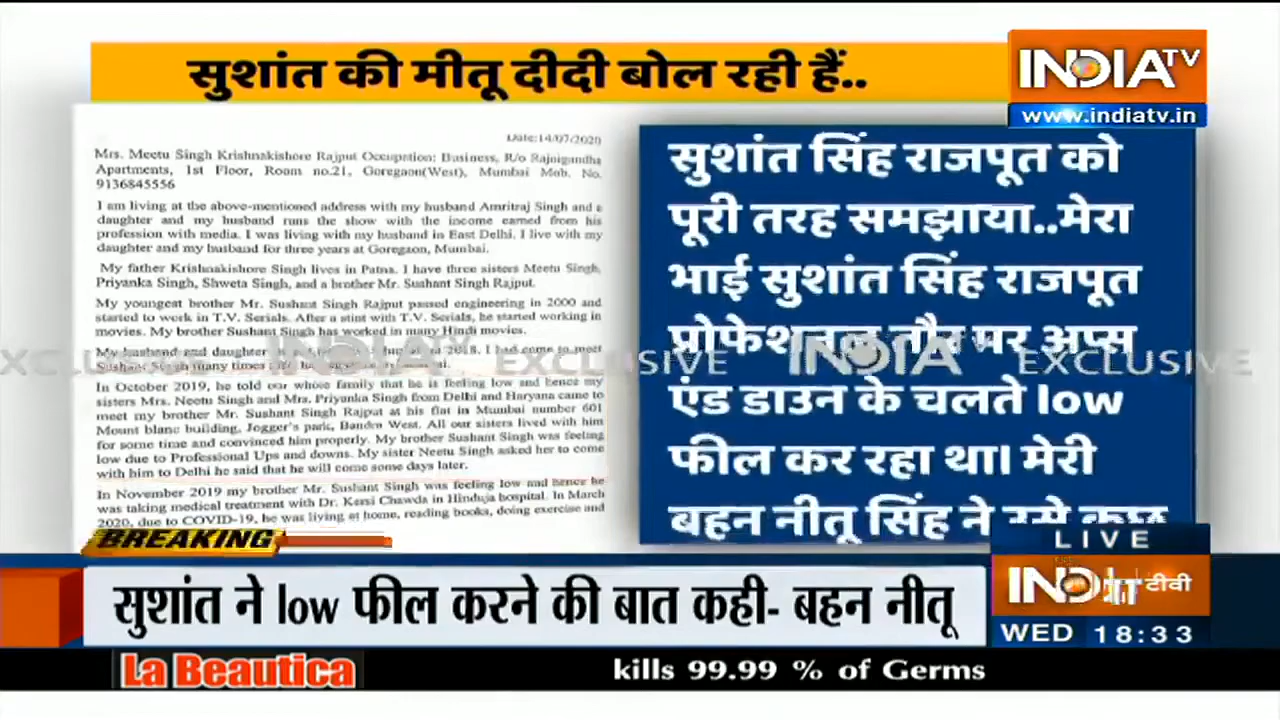 सुशांत की मीतू दीदी बोल रही हैं..
INDIA TV
www.indiatv.in
Date:14/07/2020
Mrs. Meetu Singh Krishnakishore Rajput Occupation: Business, R/o Rajnigandha
Apartments, 1st Floor, Room no.21, Goregaon(West), Mumbai Mob. No.
9136845556
I am living at the above-mentioned address with my husband Amritraj Singh and a
daughter and my husband runs the show with the income earned from his
profession with media. I was living with my husband in East Delhi. I live with my
daughter and my husband for three years at Goregaon, Mumbai.
My father Krishnakishore Singh lives in Patna. I have three sisters Meetu Singh,
Priyanka Singh, Shweta Singh, and a brother Mr. Sushant Singh Rajput.
My youngest brother Mr. Sushant Singh Rajput passed engineering in 2000 and
started to work in T.V. Serials. After a stint with T.V. Serials, he started working in
movies. My brother Sushant Singh has worked in many Hindi movies.
My husband and daughter 2018. I had come to meet
Sushant Singh many times
In October 2019, he told our whole family that he is feeling low and hence my
sisters Mrs. Neetu Singh and Mrs. Priyanka Singh from Delhi and Haryana came to
meet my brother Mr. Sushant Singh Rajput at his flat in Mumbai number 601
Mount blanc building, Jogger's park, Bandra West. All our sisters lived with him
for some time and convinced him properly. My brother Sushant Singh was feeling
low due to Professional Ups and downs. My sister Neetu Singh asked her to come
with him to Delhi he said that he will come some days later.
In November 2019 my brother Mr. Sushant Singh was feeling low and hence he
was taking medical treatment with Dr. Kersi Chawda in Hinduja hospital. In March
2020, due to COVID-19, he was living at home, reading books, doing exercise and
सुशांत सिंह राजपूत को
पूरी तरह समझाया..मेरा
भाई सुशांत सिंह राजपूत
प्रोफेशनल तौर पर अप्स
एंड डाउन के चलते low
फील कर रहा था। मेरी
बहन नीतू सिंह ने उसे कुछ
XCLUSIVE INDIA TV EXCLUSIVE INDIA TV EXCLUSIVE
BREAKING
सुशांत ने low फील करने की बात कही- बहन नीतू
LIVE
टीवी
WED 18:33
La Beautica
kills 99.99 % of Germs